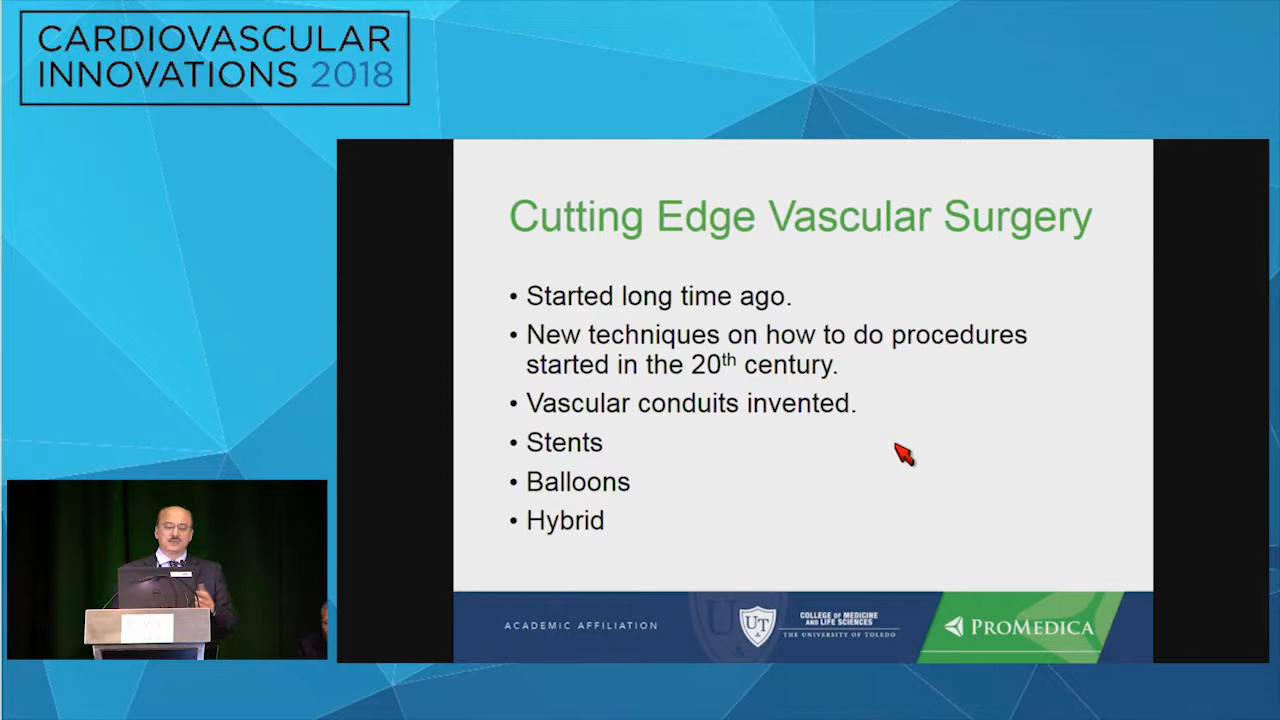 CARDIOVASCULAR
INNOVATIONS 2018
Cutting Edge Vascular Surgery
• Started long time ago.
• New techniques on how to do procedures
started in the 20th century.
• Vascular conduits invented.
• Stents
• Balloons
• Hybrid
ACADEMIC AFFILIATION
UT
COLLEGE OF MEDICINE
AND LIFE SCIENCES
THE UNIVERSITY OF TOLEDO
PROMEDICA